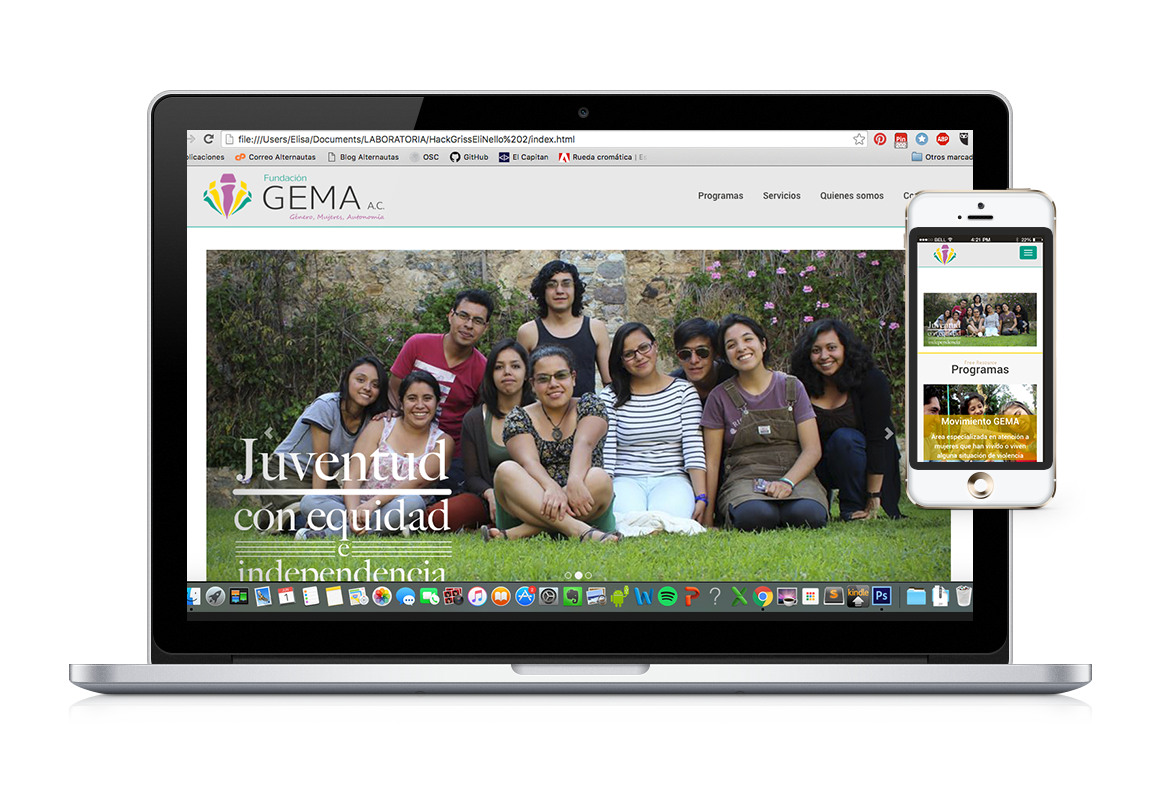 file:///Users/Elisa/Documents/LABORATORIA/HackGrissEliNello%202/index.html
plicaciones Correo Alternautas Blog Alternautas OSC GitHub El Capitan Rueda cromática | E Otros marcad
Fundación
GEMA A.C.
Género, Mujeres, Autonomía
Programas Servicios Quienes somos Co
Juventud
con equidad
e
independencia
BELL 4:21 PM 22%
Juventud
con equidad
e
independencia
Free Resource
Programas
Movimiento GEMA
Área especializada en atención a
mujeres que han vivido o viven
alguna situación de violencia
kindle
Ps